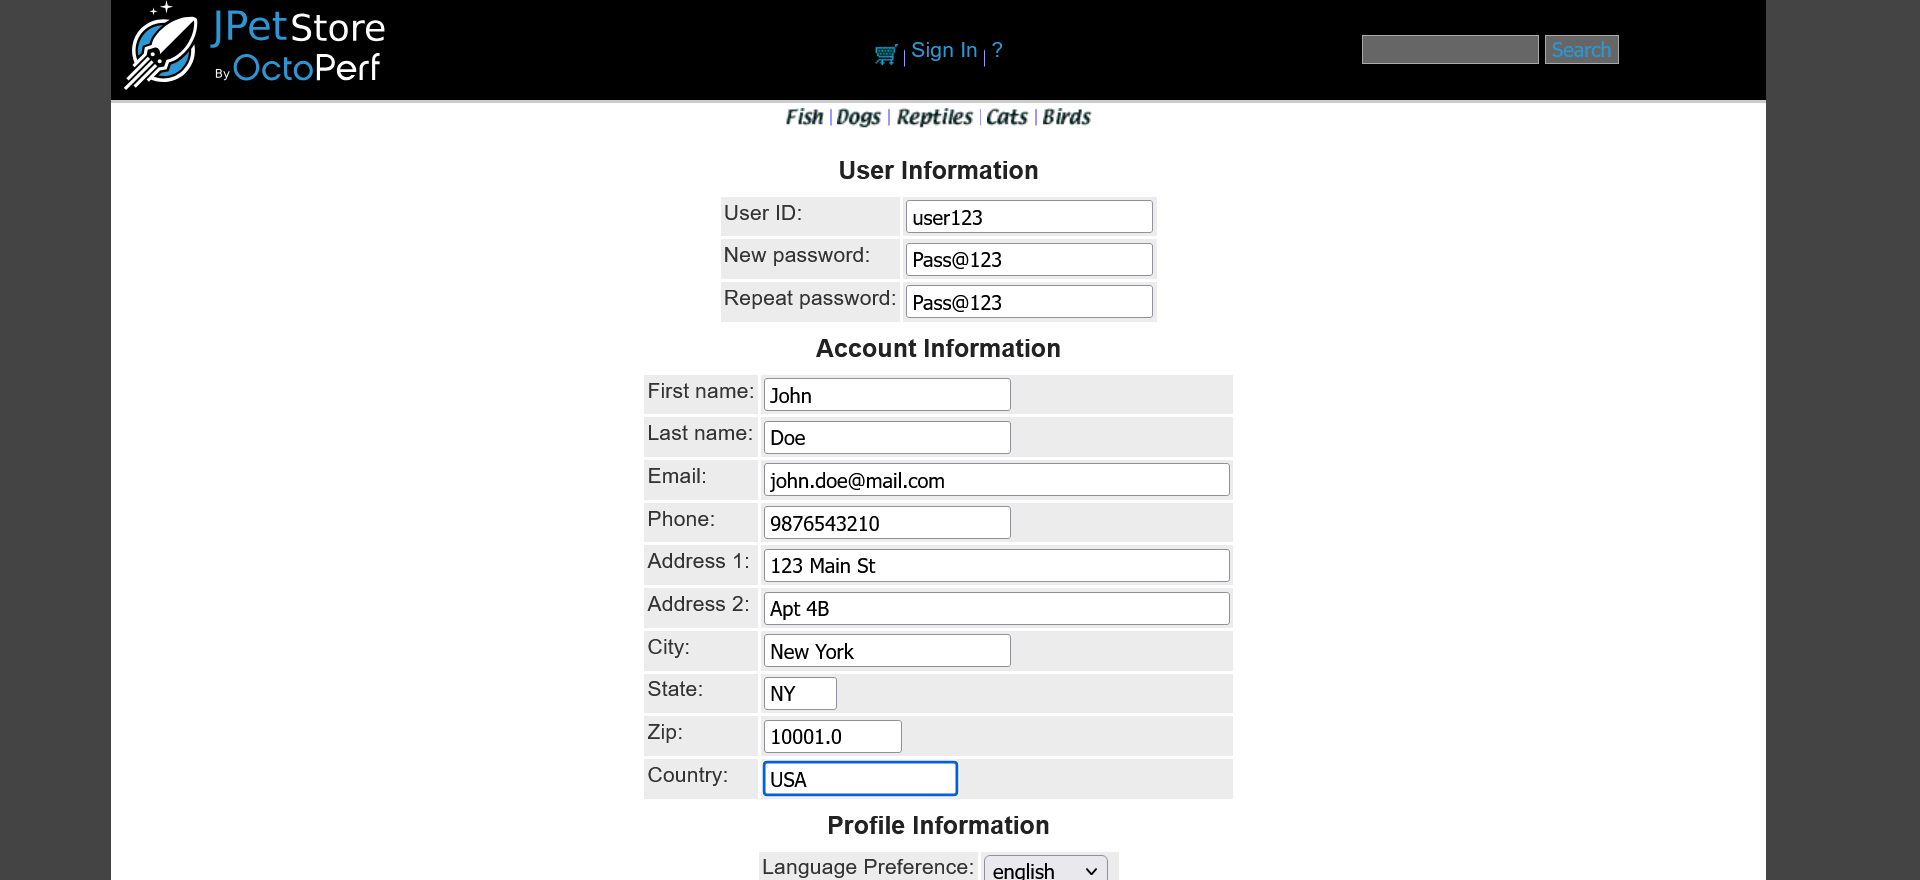 JPetStore
By OctoPerf
Sign In ?
Search
Fish Dogs Reptiles Cats Birds
User Information
User ID: user123
New password: Pass@123
Repeat password: Pass@123
Account Information
First name: John
Last name: Doe
Email: john.doe@mail.com
Phone: 9876543210
Address 1: 123 Main St
Address 2: Apt 4B
City: New York
State: NY
Zip: 10001.0
Country: USA
Profile Information
Language Preference: english